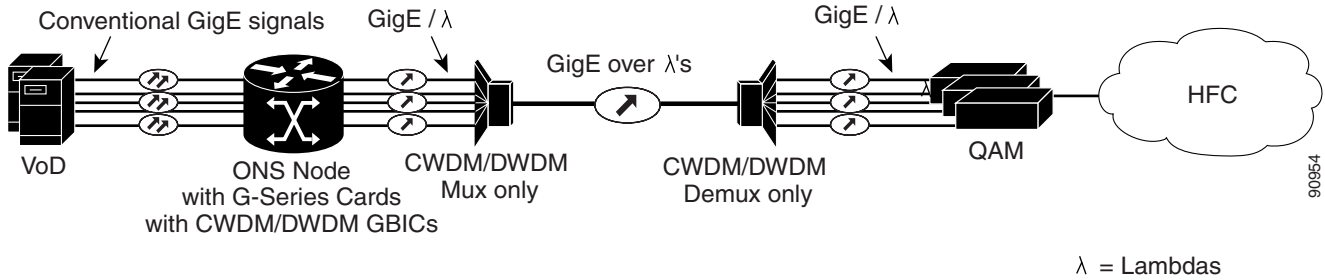 Conventional GigE signals
GigE / λ
GigE over λ's
GigE / λ
λ
HFC
VoD
ONS Node
with G-Series Cards
with CWDM/DWDM GBICs
CWDM/DWDM
Mux only
CWDM/DWDM
Demux only
QAM
90954
λ = Lambdas